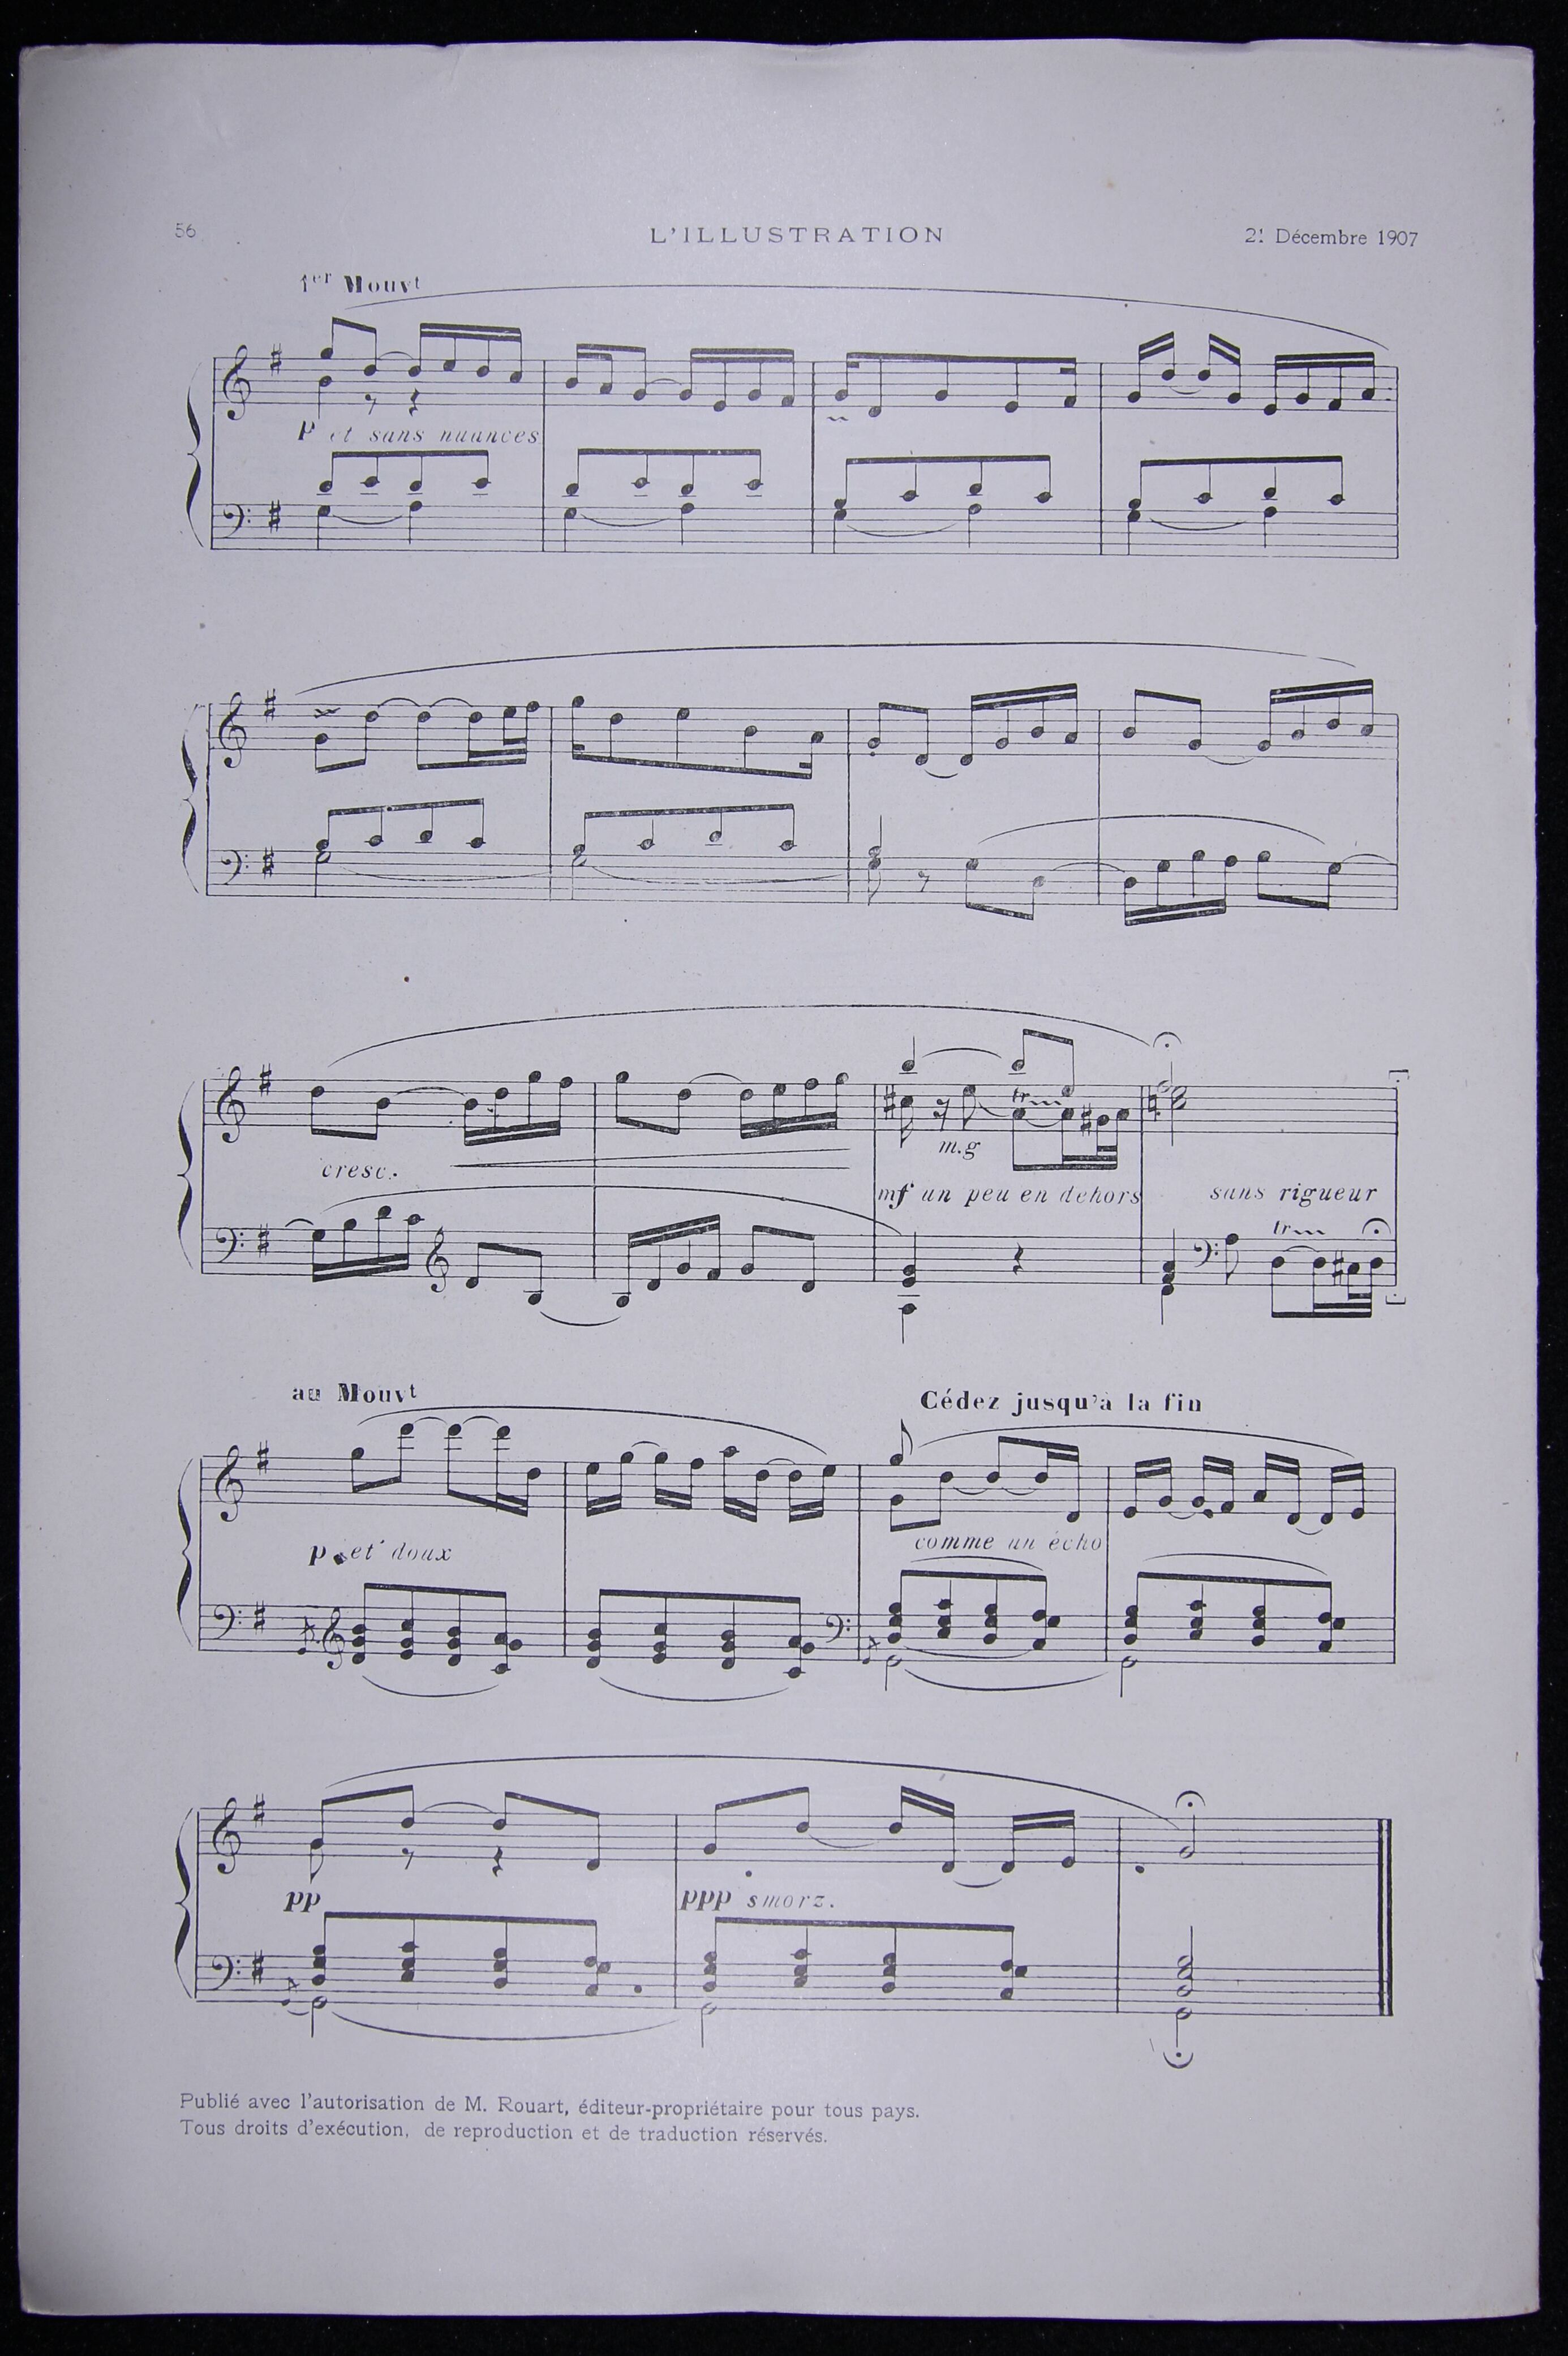 56
L'ILLUSTRATION
21 Décembre 1907
1er Mouvt
p et sans nuances
cresc.
m.g
mf un peu en dehors
sans rigueur
tr
tr
au Mouvt
Cédez jusqu'à la fin
p et doux
comme un écho
pp
ppp smorz.
Publié avec l'autorisation de M. Rouart, éditeur-propriétaire pour tous pays.
Tous droits d'exécution, de reproduction et de traduction réservés.